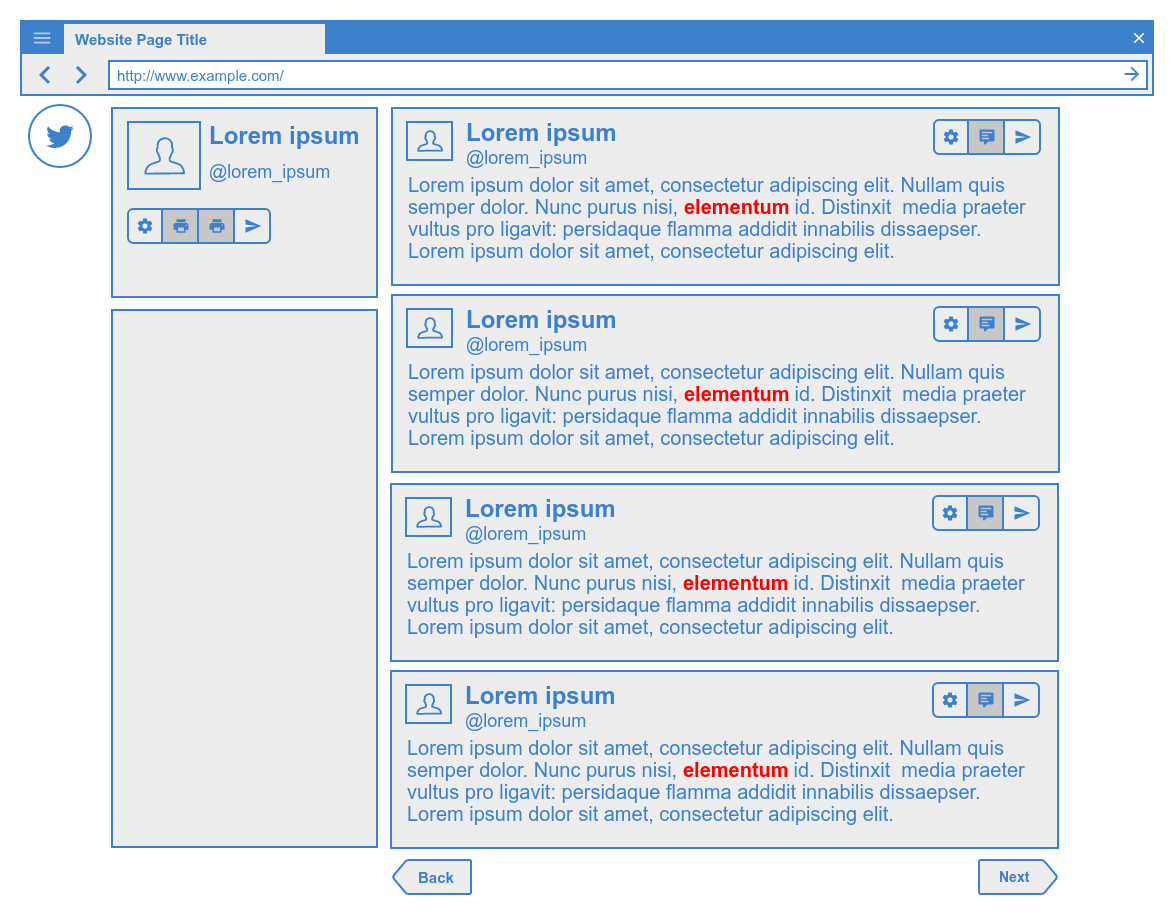 Website Page Title
http://www.example.com/
Lorem ipsum
@lorem_ipsum
Lorem ipsum
@lorem_ipsum
Lorem ipsum dolor sit amet, consectetur adipiscing elit. Nullam quis
semper dolor. Nunc purus nisi, elementum id. Distinxit  media praeter
vultus pro ligavit: persidaque flamma addidit innabilis dissaepser.
Lorem ipsum dolor sit amet, consectetur adipiscing elit.
Lorem ipsum
@lorem_ipsum
Lorem ipsum dolor sit amet, consectetur adipiscing elit. Nullam quis
semper dolor. Nunc purus nisi, elementum id. Distinxit  media praeter
vultus pro ligavit: persidaque flamma addidit innabilis dissaepser.
Lorem ipsum dolor sit amet, consectetur adipiscing elit.
Lorem ipsum
@lorem_ipsum
Lorem ipsum dolor sit amet, consectetur adipiscing elit. Nullam quis
semper dolor. Nunc purus nisi, elementum id. Distinxit  media praeter
vultus pro ligavit: persidaque flamma addidit innabilis dissaepser.
Lorem ipsum dolor sit amet, consectetur adipiscing elit.
Lorem ipsum
@lorem_ipsum
Lorem ipsum dolor sit amet, consectetur adipiscing elit. Nullam quis
semper dolor. Nunc purus nisi, elementum id. Distinxit  media praeter
vultus pro ligavit: persidaque flamma addidit innabilis dissaepser.
Lorem ipsum dolor sit amet, consectetur adipiscing elit.
Back
Next